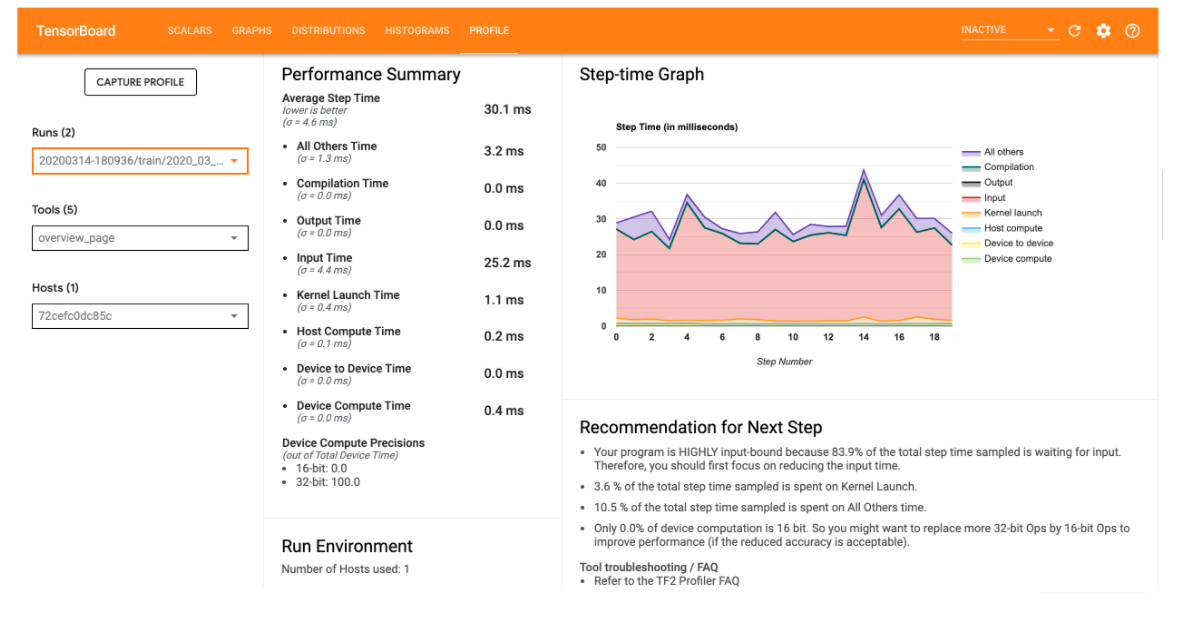 TensorBoard
SCALARS GRAPHS DISTRIBUTIONS HISTOGRAMS PROFILE
INACTIVE
CAPTURE PROFILE
Runs (2)
20200314-180936/train/2020_03_...
Tools (5)
overview_page
Hosts (1)
72cefc0dc85c
Performance Summary
Average Step Time
lower is better
(σ = 4.6 ms)
30.1 ms
• All Others Time
(σ = 1.3 ms)
3.2 ms
• Compilation Time
(σ = 0.0 ms)
0.0 ms
• Output Time
(σ = 0.0 ms)
0.0 ms
• Input Time
(σ = 4.4 ms)
25.2 ms
• Kernel Launch Time
(σ = 0.4 ms)
1.1 ms
• Host Compute Time
(σ = 0.1 ms)
0.2 ms
• Device to Device Time
(σ = 0.0 ms)
0.0 ms
• Device Compute Time
(σ = 0.0 ms)
0.4 ms
Device Compute Precisions
(out of Total Device Time)
• 16-bit: 0.0
• 32-bit: 100.0
Run Environment
Number of Hosts used: 1
Step-time Graph
Step Time (in milliseconds)
50
40
30
20
10
0
0 2 4 6 8 10 12 14 16 18
Step Number
All others
Compilation
Output
Input
Kernel launch
Host compute
Device to device
Device compute
Recommendation for Next Step
• Your program is HIGHLY input-bound because 83.9% of the total step time sampled is waiting for input.
Therefore, you should first focus on reducing the input time.
• 3.6 % of the total step time sampled is spent on Kernel Launch.
• 10.5 % of the total step time sampled is spent on All Others time.
• Only 0.0% of device computation is 16 bit. So you might want to replace more 32-bit Ops by 16-bit Ops to
improve performance (if the reduced accuracy is acceptable).
Tool troubleshooting / FAQ
• Refer to the TF2 Profiler FAQ